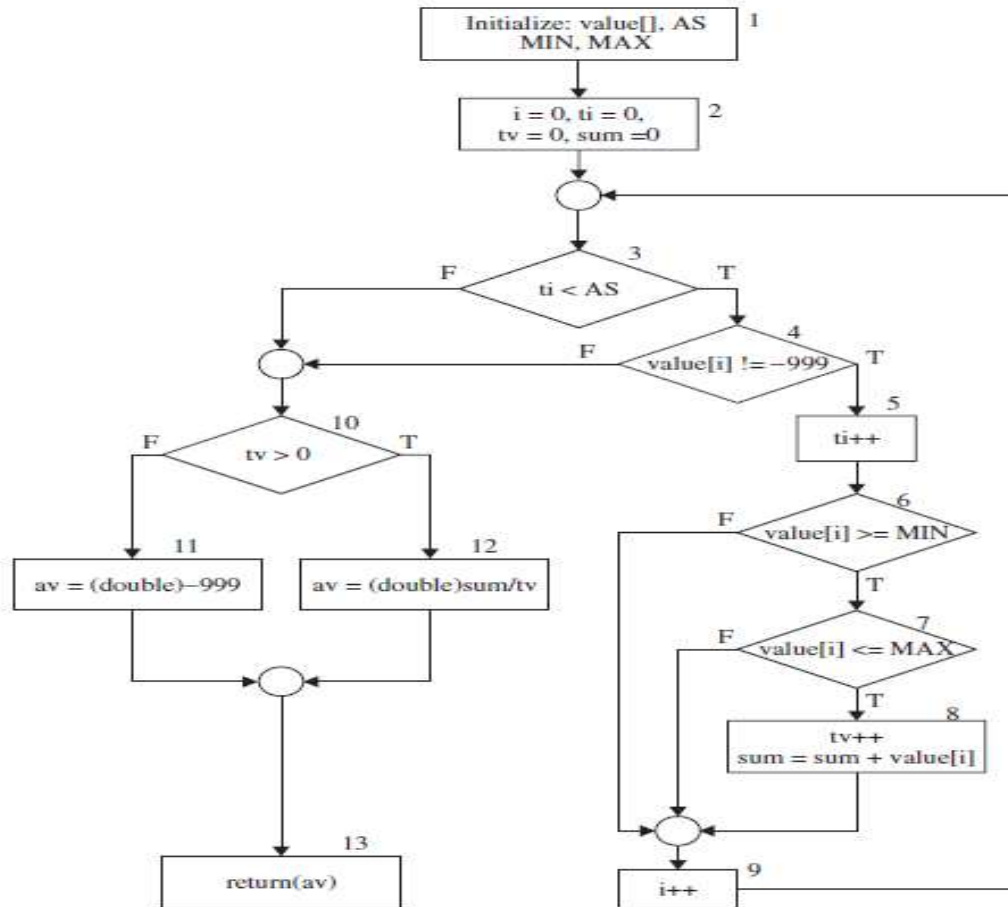 Initialize: value[], AS
MIN, MAX
1
i = 0, ti = 0,
tv = 0, sum =0
2
3
F
T
ti < AS
4
F
value[i] != −999
T
5
ti++
10
F
T
tv > 0
6
F
value[i] >= MIN
T
11
av = (double)−999
12
av = (double)sum/tv
7
F
value[i] <= MAX
T
8
tv++
sum = sum + value[i]
13
return(av)
9
i++